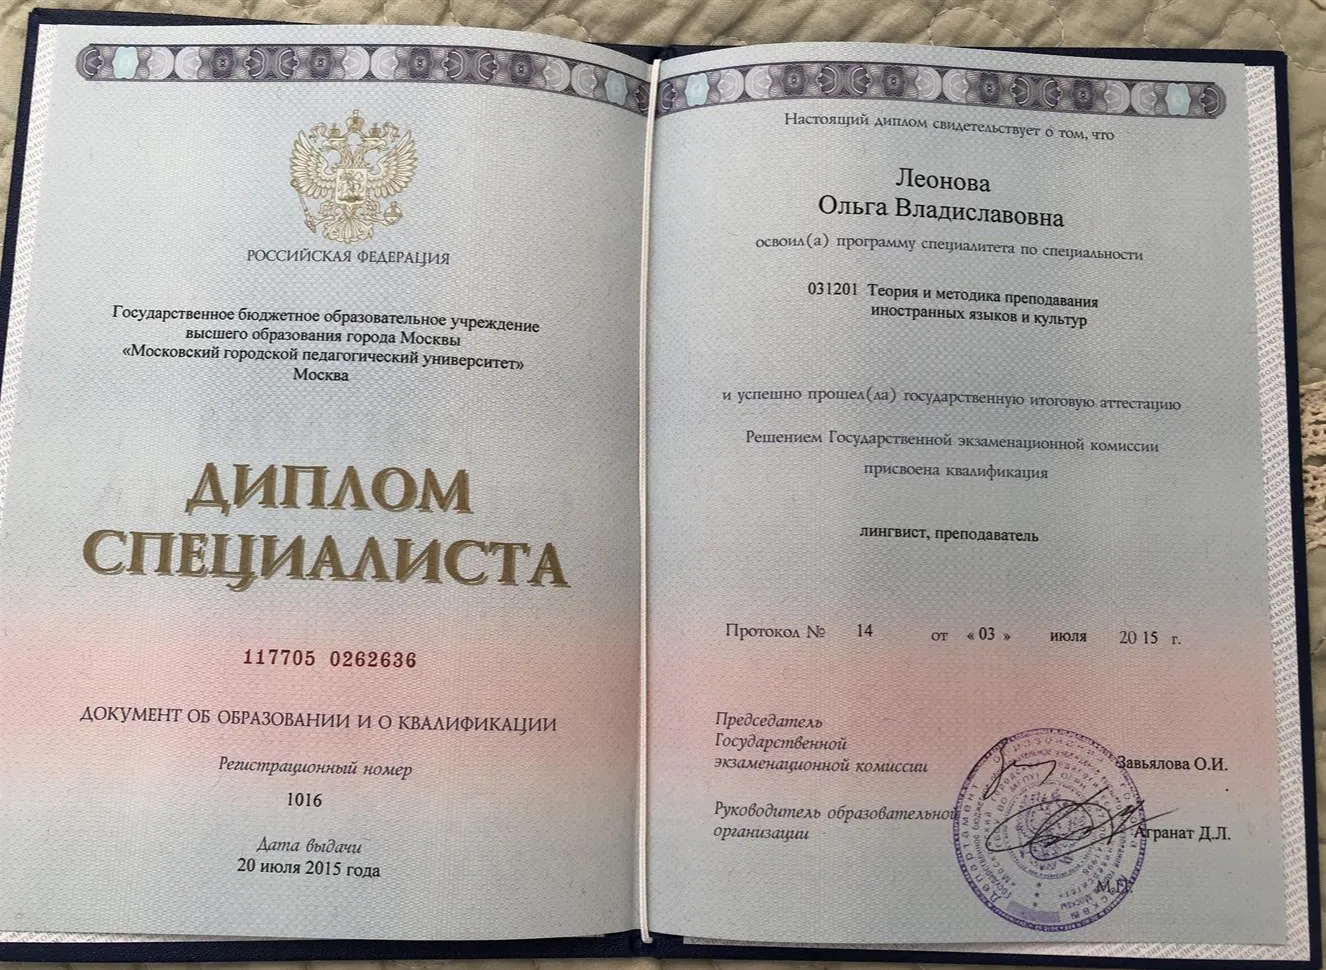 РОССИЙСКАЯ ФЕДЕРАЦИЯ
Государственное бюджетное образовательное учреждение
высшего образования города Москвы
«Московский городской педагогический университет»
Москва
ДИПЛОМ
СПЕЦИАЛИСТА
117705 0262636
ДОКУМЕНТ ОБ ОБРАЗОВАНИИ И О КВАЛИФИКАЦИИ
Регистрационный номер
1016
Дата выдачи
20 июля 2015 года
Настоящий диплом свидетельствует о том, что
Леонова
Ольга Владиславовна
освоил(а) программу специалитета по специальности
031201 Теория и методика преподавания
иностранных языков и культур
и успешно прошел(ла) государственную итоговую аттестацию
Решением Государственной экзаменационной комиссии
присвоена квалификация
лингвист, преподаватель
Протокол № 14 от « 03 » июля 20 15 г.
Председатель
Государственной
экзаменационной комиссии
Завьялова О.И.
Руководитель образовательной
организации
Агранат Д.Л.
М.П.